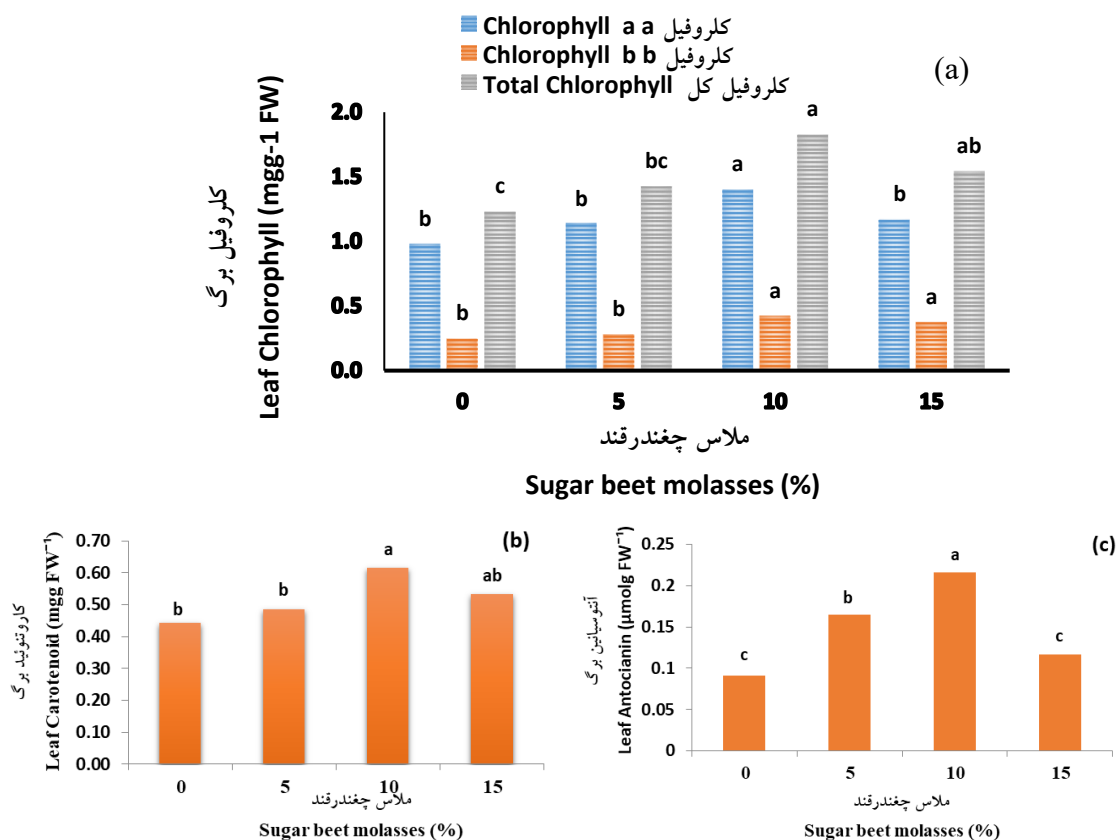 Chlorophyll a a کلروفیل
Chlorophyll b b کلروفیل
Total Chlorophyll کلروفیل کل
(a)
کلروفیل برگ
Leaf Chlorophyll (mgg-1 FW)
2.0
1.5
1.0
0.5
0.0
b
b
c
b
b
bc
a
a
a
b
a
ab
0
5
10
15
ملاس چغندرقند
Sugar beet molasses (%)
(b)
کاروتنوئید برگ
Leaf Carotenoid (mgg FW⁻¹)
0.70
0.60
0.50
0.40
0.30
0.20
0.10
0.00
b
b
a
ab
0
5
10
15
ملاس چغندرقند
Sugar beet molasses (%)
(c)
آنتوسیانین برگ
Leaf Antocianin (µmolg FW⁻¹)
0.25
0.2
0.15
0.1
0.05
0
c
b
a
c
0
5
10
15
ملاس چغندرقند
Sugar beet molasses (%)